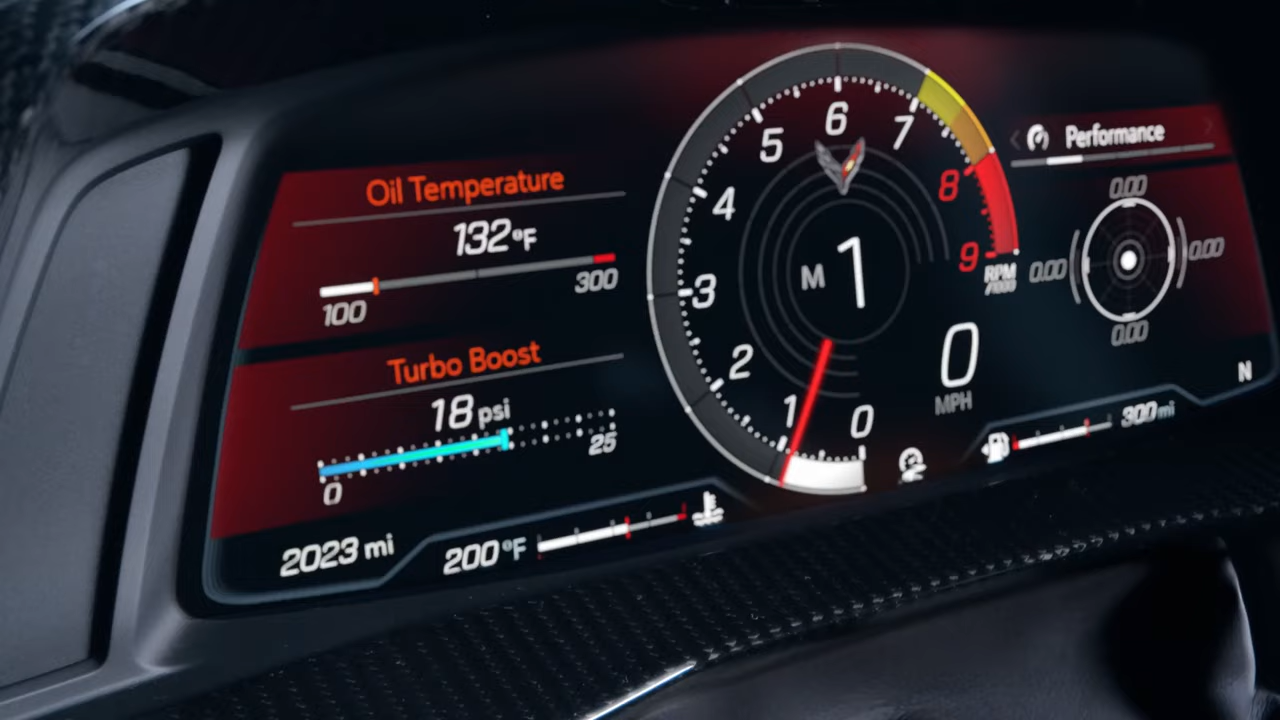 Oil Temperature
132°F
100
300
Turbo Boost
18 psi
0
25
2023 mi
200°F
0
1
2
3
4
5
6
7
8
9
RPM
/1000
M 1
0
MPH
Performance
0.00
0.00
0.00
0.00
N
300 mi